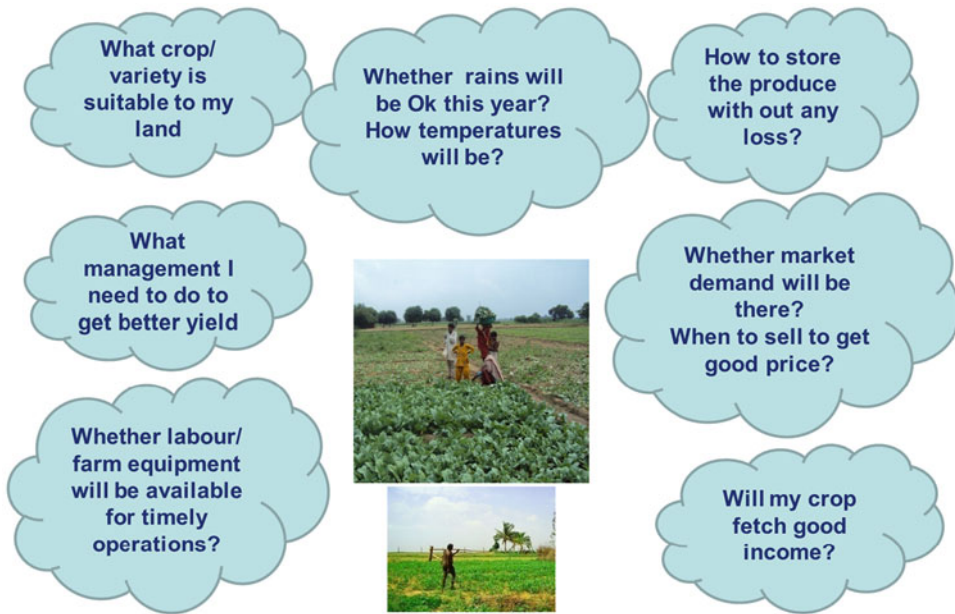 What crop/
variety is
suitable to my
land
Whether rains will
be Ok this year?
How temperatures
will be?
How to store
the produce
with out any
loss?
What
management I
need to do to
get better yield
Whether market
demand will be
there?
When to sell to get
good price?
Whether labour/
farm equipment
will be available
for timely
operations?
Will my crop
fetch good
income?